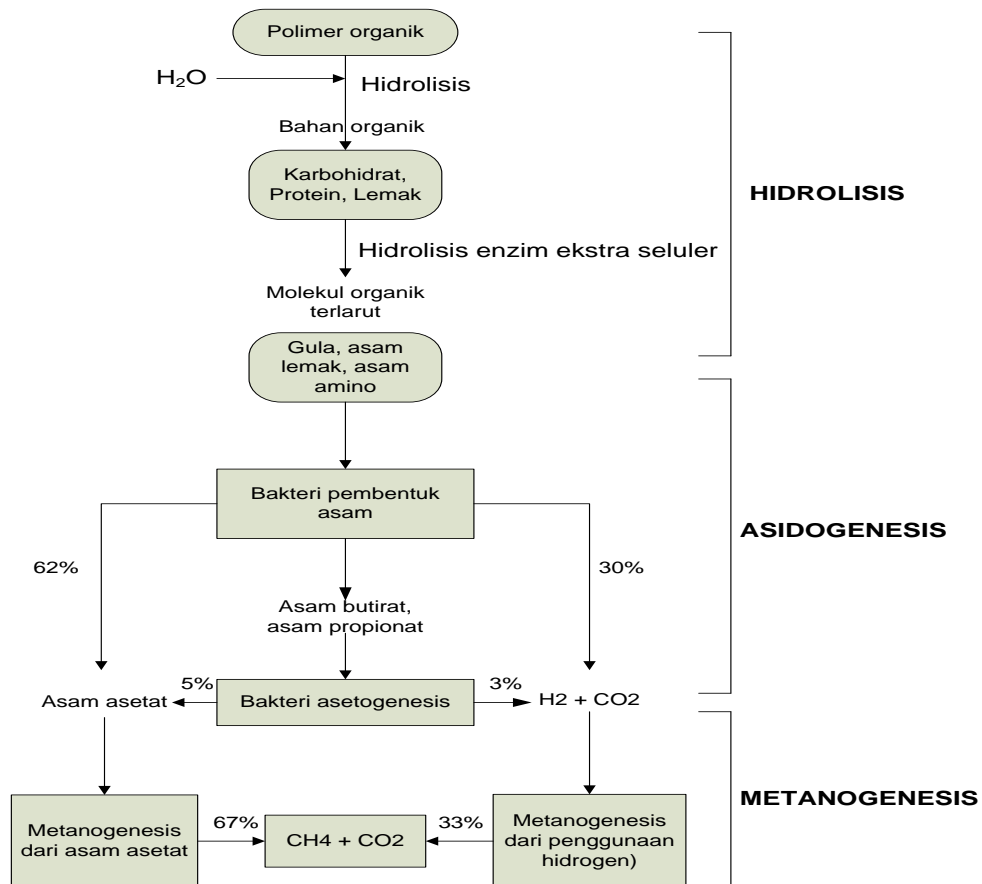 Polimer organik
H₂O
Hidrolisis
Bahan organik
Karbohidrat,
Protein, Lemak
HIDROLISIS
Hidrolisis enzim ekstra seluler
Molekul organik
terlarut
Gula, asam
lemak, asam
amino
Bakteri pembentuk
asam
ASIDOGENESIS
62%
30%
Asam butirat,
asam propionat
5%
3%
Asam asetat
Bakteri asetogenesis
H2 + CO2
METANOGENESIS
Metanogenesis
dari asam asetat
67%
CH4 + CO2
33%
Metanogenesis
dari penggunaan
hidrogen)